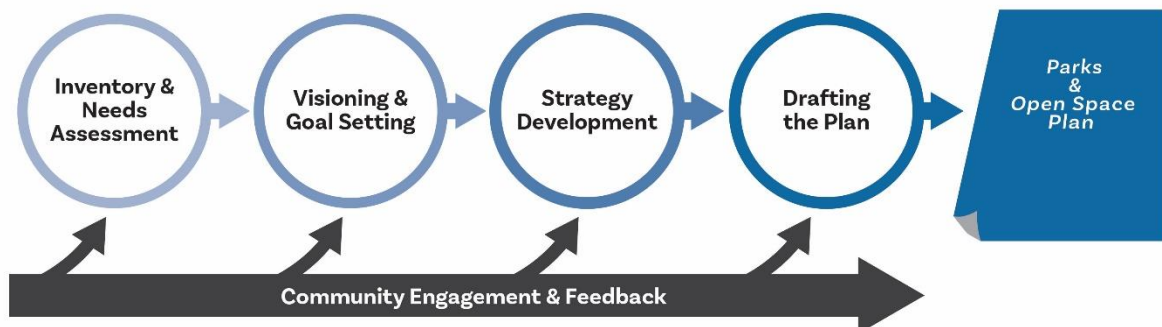 Inventory &
Needs
Assessment
Visioning &
Goal Setting
Strategy
Development
Drafting
the Plan
Parks
&
Open Space
Plan
Community Engagement & Feedback